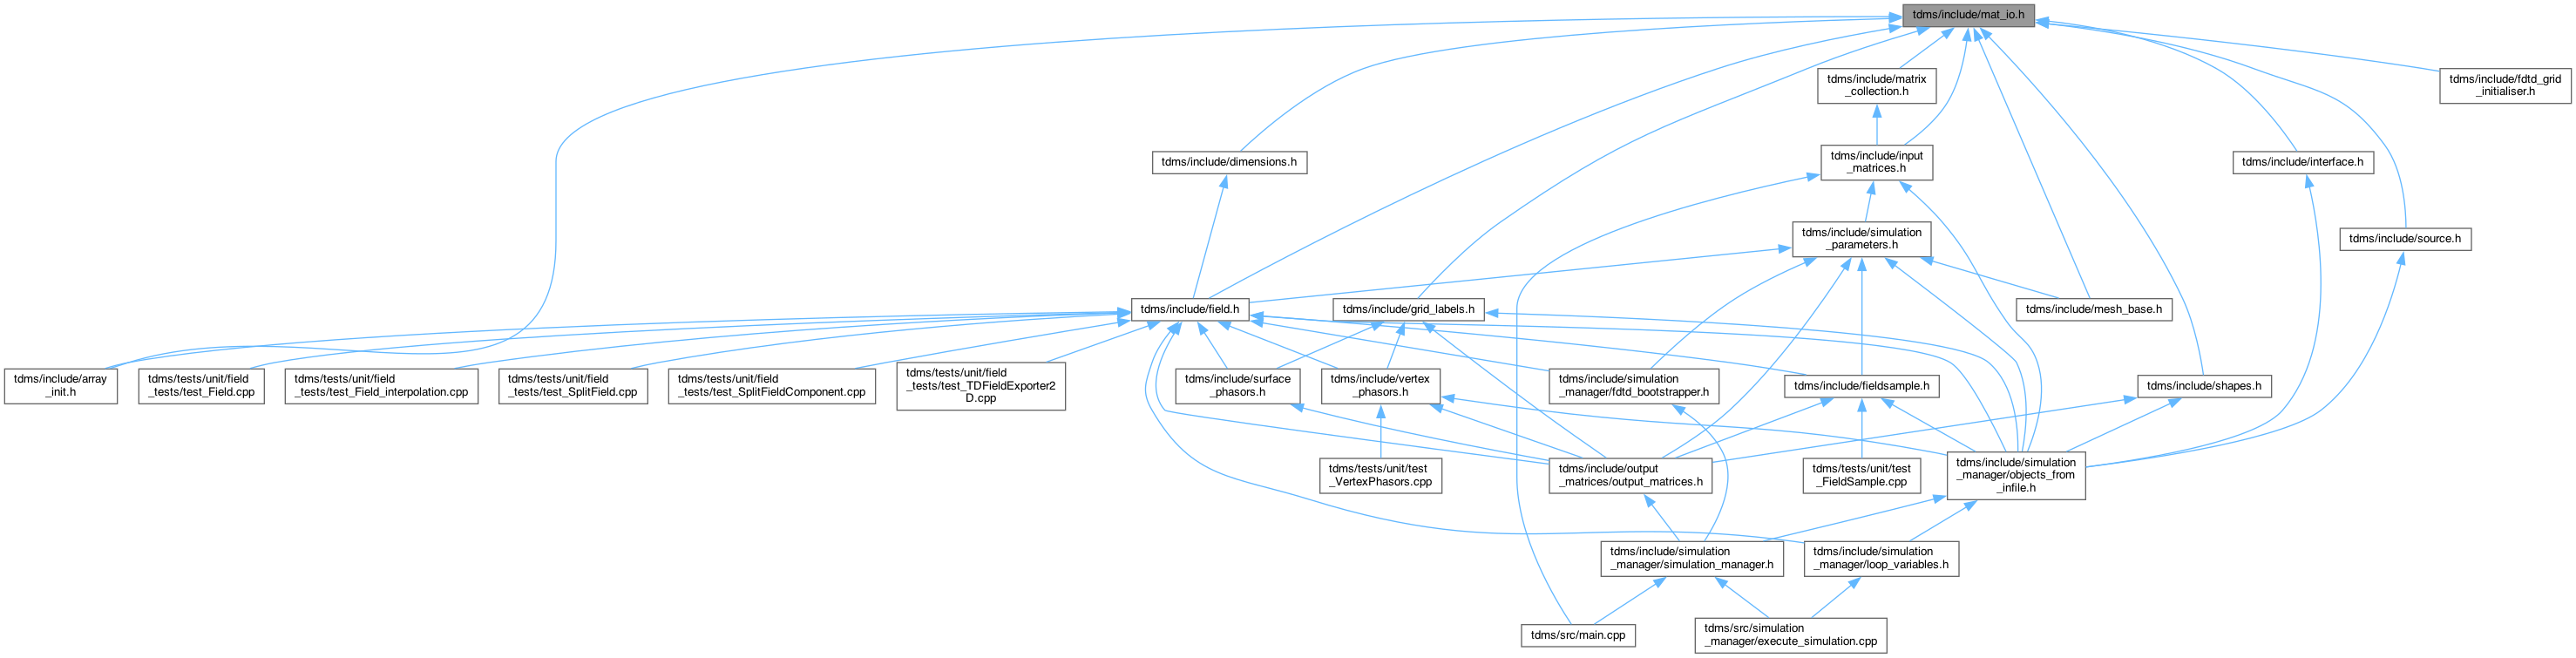 tdms/include/mat_io.h
tdms/include/matrix
_collection.h
tdms/include/fdtd_grid
_initialiser.h
tdms/include/dimensions.h
tdms/include/input
_matrices.h
tdms/include/interface.h
tdms/include/simulation
_parameters.h
tdms/include/source.h
tdms/include/field.h
tdms/include/grid_labels.h
tdms/include/mesh_base.h
tdms/include/array
_init.h
tdms/tests/unit/field
_tests/test_Field.cpp
tdms/tests/unit/field
_tests/test_Field_interpolation.cpp
tdms/tests/unit/field
_tests/test_SplitField.cpp
tdms/tests/unit/field
_tests/test_SplitFieldComponent.cpp
tdms/tests/unit/field
_tests/test_TDFieldExporter2
D.cpp
tdms/include/surface
_phasors.h
tdms/include/vertex
_phasors.h
tdms/include/simulation
_manager/fdtd_bootstrapper.h
tdms/include/fieldsample.h
tdms/include/shapes.h
tdms/tests/unit/test
_VertexPhasors.cpp
tdms/include/output
_matrices/output_matrices.h
tdms/tests/unit/test
_FieldSample.cpp
tdms/include/simulation
_manager/objects_from
_infile.h
tdms/include/simulation
_manager/simulation_manager.h
tdms/include/simulation
_manager/loop_variables.h
tdms/src/main.cpp
tdms/src/simulation
_manager/execute_simulation.cpp